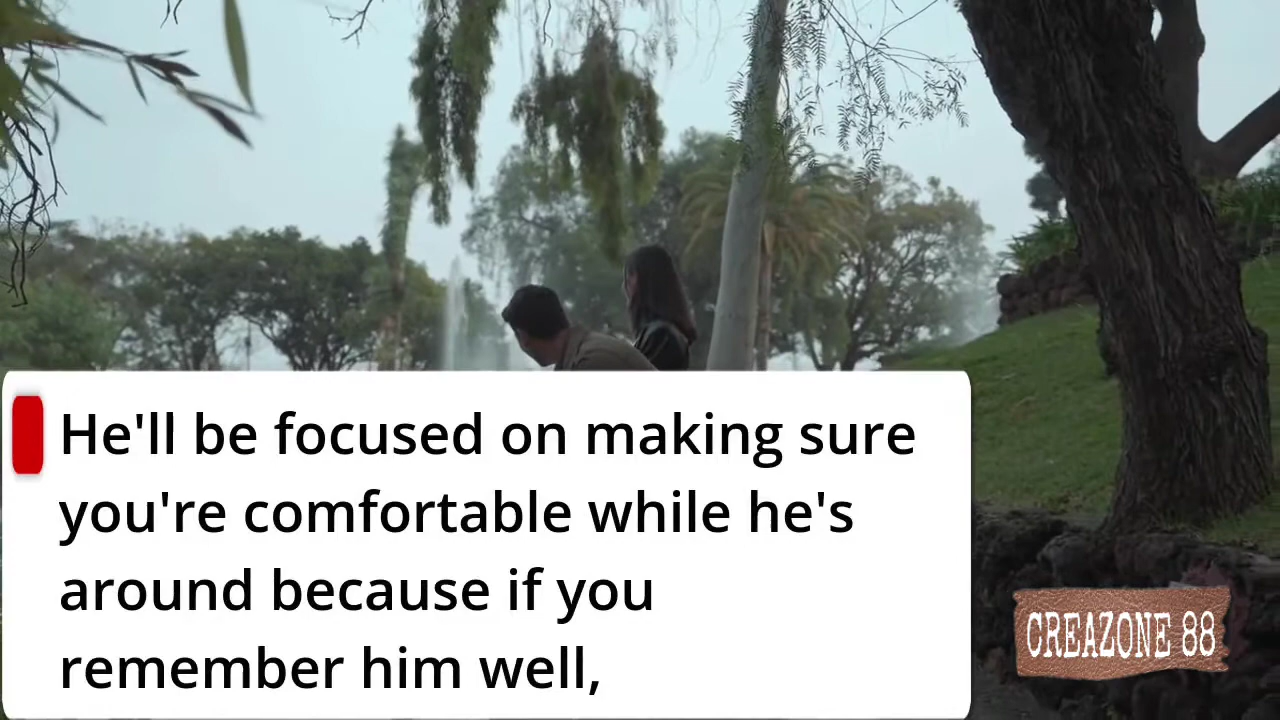 He'll be focused on making sure
you're comfortable while he's
around because if you
remember him well,
CREAZONE 88